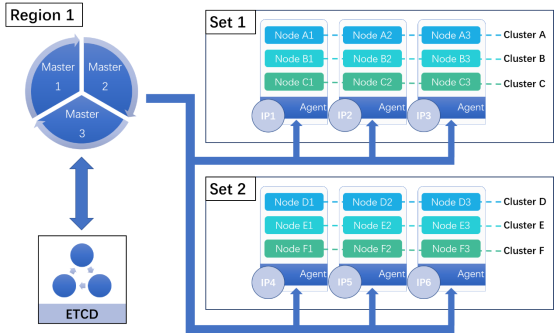 Region 1
Master 1
Master 2
Master 3
ETCD
Set 1
Node A1 Node A2 Node A3 Cluster A
Node B1 Node B2 Node B3 Cluster B
Node C1 Node C2 Node C3 Cluster C
Agent Agent Agent
IP1 IP2 IP3
Set 2
Node D1 Node D2 Node D3 Cluster D
Node E1 Node E2 Node E3 Cluster E
Node F1 Node F2 Node F3 Cluster F
Agent Agent Agent
IP4 IP5 IP6